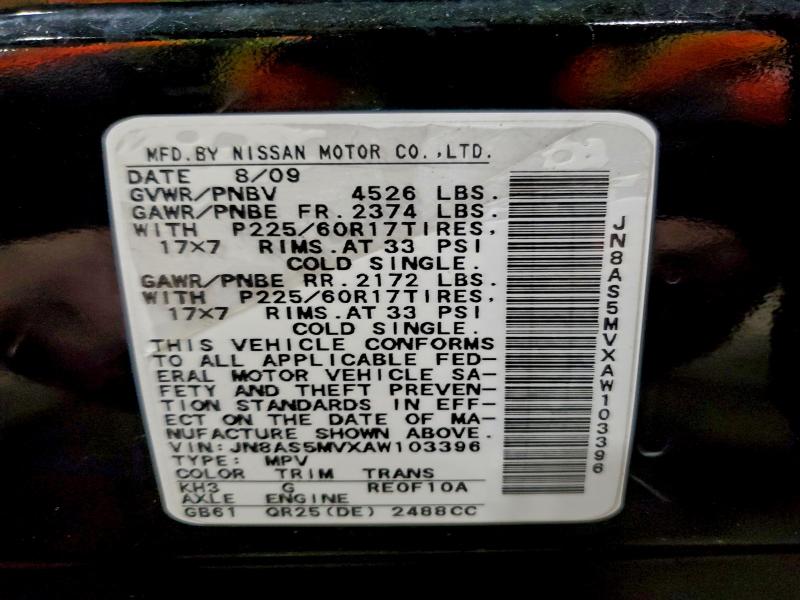 MFD.BY NISSAN MOTOR CO.,LTD.
DATE 8/09
GVWR/PNBV 4526 LBS.
GAWR/PNBE FR.2374 LBS.
WITH P225/60R17TIRES,
17X7 RIMS.AT 33 PSI
COLD SINGLE.
GAWR/PNBE RR.2172 LBS.
WITH P225/60R17TIRES,
17X7 RIMS.AT 33 PSI
COLD SINGLE.
THIS VEHICLE CONFORMS
TO ALL APPLICABLE FED-
ERAL MOTOR VEHICLE SA-
FETY AND THEFT PREVEN-
TION STANDARDS IN EFF-
ECT ON THE DATE OF MA-
NUFACTURE SHOWN ABOVE.
VIN: JN8AS5MVXAW103396
TYPE: MPV
COLOR TRIM TRANS
KH3 G RE0F10A
AXLE ENGINE
GB61 QR25(DE) 2488CC
JN8AS5MVXAW103396